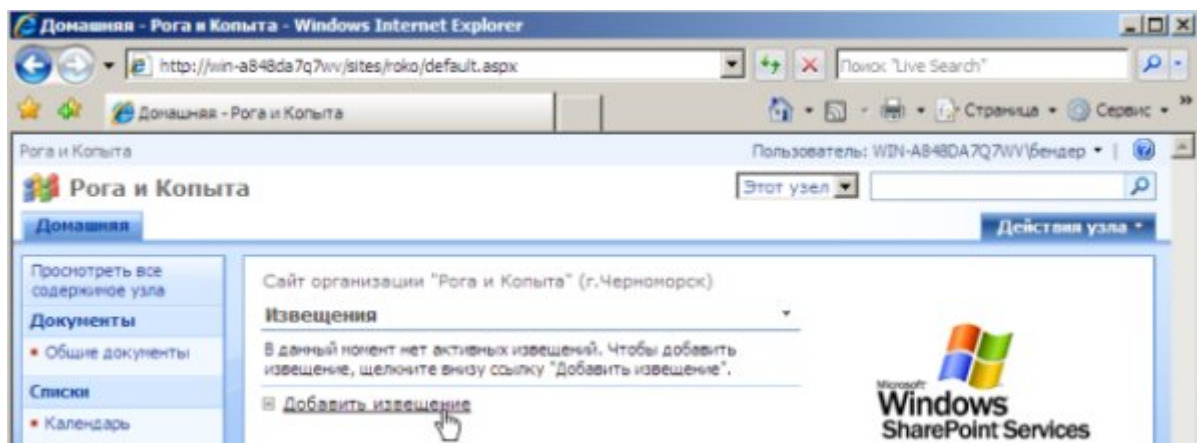 Домашняя - Рога и Копыта - Windows Internet Explorer
http://win-a848da7q7wv/sites/roko/default.aspx
Поиск "Live Search"
Домашняя - Рога и Копыта
Страница
Сервис
Рога и Копыта
Пользователь: WIN-A848DA7Q7WV\бендер
Рога и Копыта
Этот узел
Домашняя
Действия узла
Просмотреть все
содержимое узла
Документы
Общие документы
Списки
Календарь
Сайт организации "Рога и Копыта" (г.Черноморск)
Извещения
В данный момент нет активных извещений. Чтобы добавить
извещение, щелкните внизу ссылку "Добавить извещение".
Добавить извещение
Microsoft
Windows
SharePoint Services